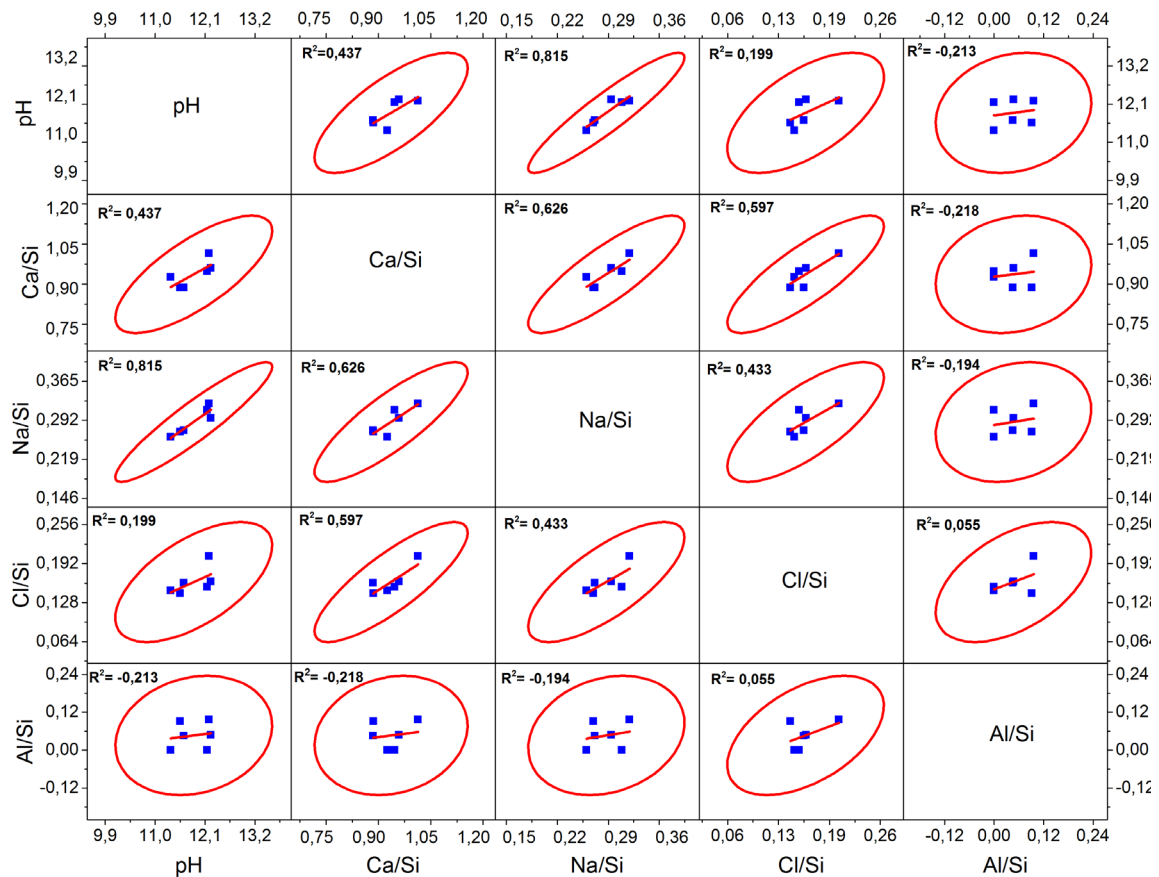 0,75 0,90 1,05 1,20 0,15 0,22 0,29 0,36 0,06 0,13 0,19 0,26 -0,12 0,00 0,12 0,24
11,0 12,1 13,2
pH
13,2
12,1
11,0
9,9
pH
R²=0,437
R²= 0,815
R²= 0,199
R²= -0,213
13,2
12,1
11,0
9,9
Ca/Si
1,20
1,05
0,90
0,75
R²= 0,437
Ca/Si
R²= 0,626
R²= 0,597
R²= -0,218
1,20
1,05
0,90
0,75
Na/Si
0,365
0,292
0,219
0,146
R²= 0,815
R²= 0,626
Na/Si
R²= 0,433
R²= -0,194
0,365
0,292
0,219
0,146
Cl/Si
0,256
0,192
0,128
0,064
R²= 0,199
R²= 0,597
R²= 0,433
Cl/Si
R²= 0,055
0,256
0,192
0,128
0,064
Al/Si
0,24
0,12
0,00
-0,12
R²= -0,213
R²= -0,218
R²= -0,194
R²= 0,055
Al/Si
0,24
0,12
0,00
-0,12
9,9 11,0 12,1 13,2 0,75 0,90 1,05 1,20 0,15 0,22 0,29 0,36 0,06 0,13 0,19 0,26 -0,12 0,00 0,12 0,24
pH Ca/Si Na/Si Cl/Si Al/Si